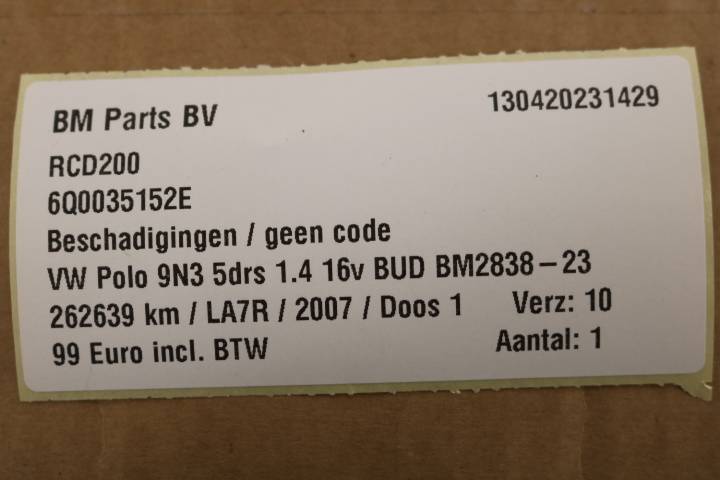 BM Parts BV 130420231429
RCD200
6Q0035152E
Beschadigingen / geen code
VW Polo 9N3 5drs 1.4 16v BUD BM2838-23
262639 km / LA7R / 2007 / Doos 1 Verz: 10
99 Euro incl. BTW Aantal: 1